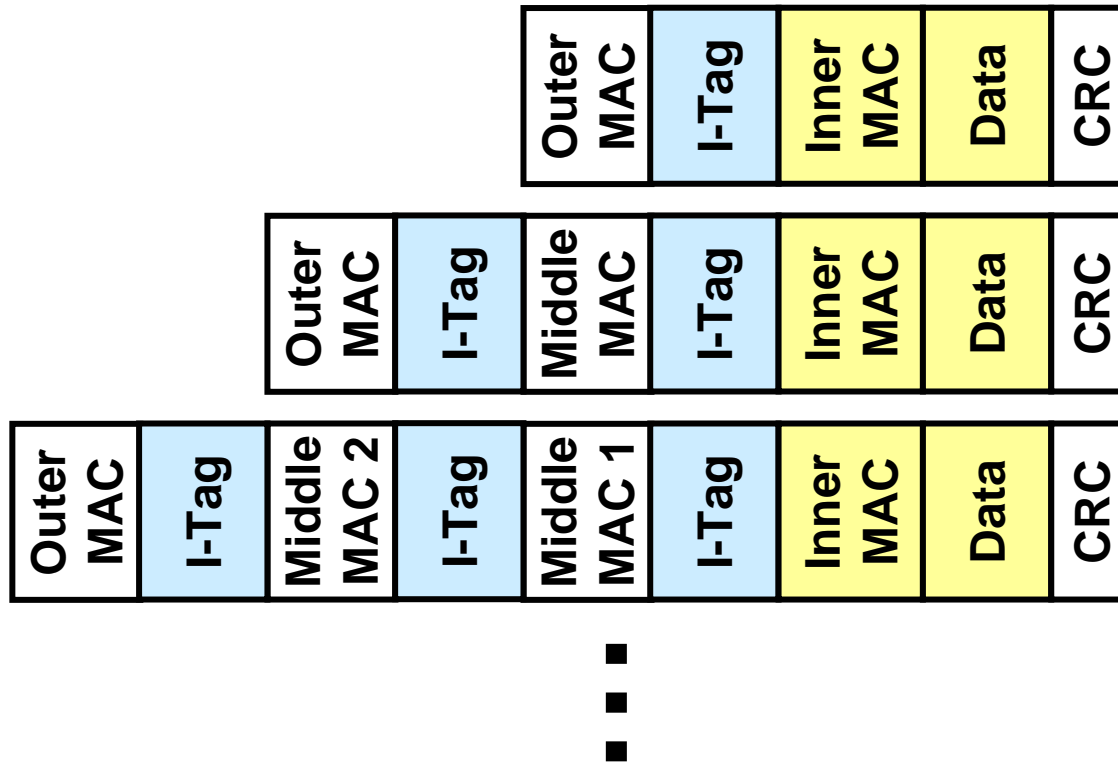 Outer
MAC
I-Tag
Inner
MAC
Data
CRC
Outer
MAC
I-Tag
Middle
MAC
I-Tag
Inner
MAC
Data
CRC
Outer
MAC
I-Tag
Middle
MAC 2
I-Tag
Middle
MAC 1
I-Tag
Inner
MAC
Data
CRC